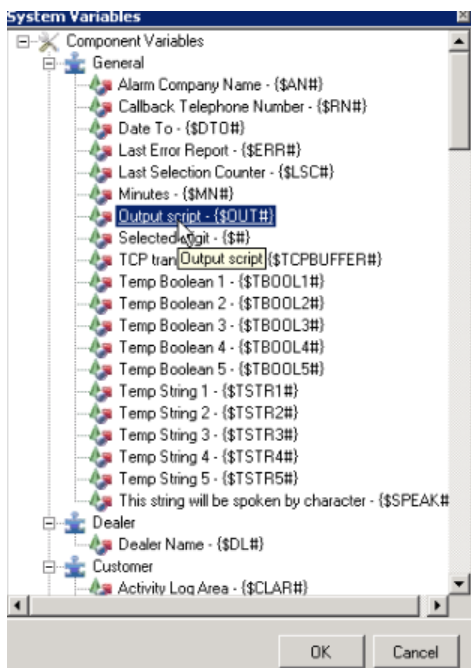 System Variables
Component Variables
General
Alarm Company Name - {$AN#}
Callback Telephone Number - {$RN#}
Date To - {$DTO#}
Last Error Report - {$ERR#}
Last Selection Counter - {$LSC#}
Minutes - {$MN#}
Output script - {$OUT#}
Selected digit - {$#}
TCP tran Output script {$TCPBUFFER#}
Temp Boolean 1 - {$TBOOL1#}
Temp Boolean 2 - {$TBOOL2#}
Temp Boolean 3 - {$TBOOL3#}
Temp Boolean 4 - {$TBOOL4#}
Temp Boolean 5 - {$TBOOL5#}
Temp String 1 - {$TSTR1#}
Temp String 2 - {$TSTR2#}
Temp String 3 - {$TSTR3#}
Temp String 4 - {$TSTR4#}
Temp String 5 - {$TSTR5#}
This string will be spoken by character - {$SPEAK#
Dealer
Dealer Name - {$DL#}
Customer
Activity Log Area - {$CLAR#}
OK Cancel